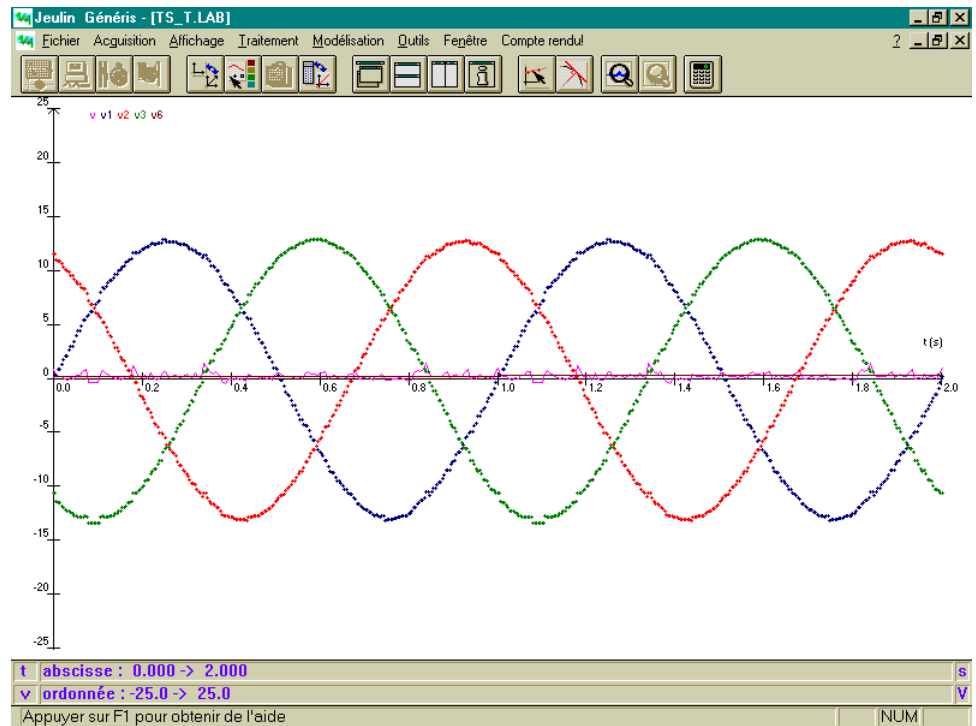 Jeulin Généris - [TS_T.LAB]
Fichier Acquisition Affichage Traitement Modélisation Outils Fenêtre Compte rendu! ?
25
v v1 v2 v3 v6
20
15
10
5
t (s)
0
0.0 0.2 0.4 0.6 0.8 1.0 1.2 1.4 1.6 1.8 2.0
-5
-10
-15
-20
-25
t abscisse : 0.000 -> 2.000 s
v ordonnée : -25.0 -> 25.0 V
Appuyer sur F1 pour obtenir de l'aide NUM